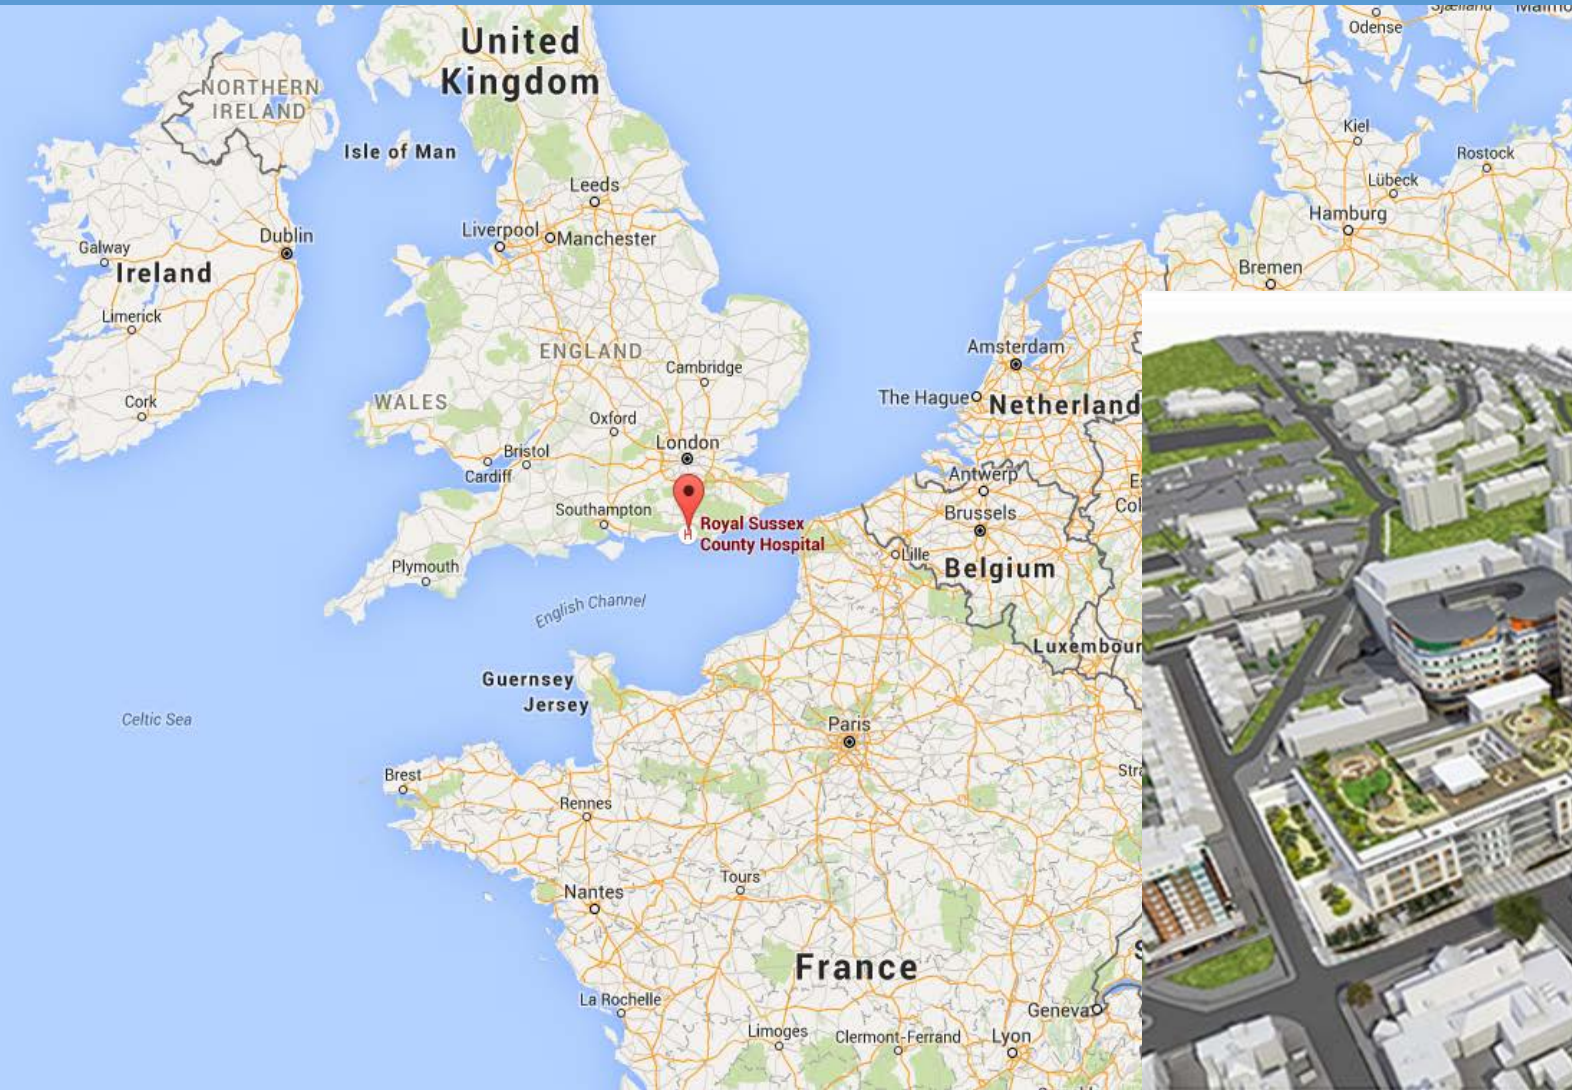 Odense
Sjælland
United
Kingdom
NORTHERN
IRELAND
Isle of Man
Kiel
Rostock
Lübeck
Hamburg
Leeds
Liverpool
Manchester
Dublin
Galway
Ireland
Bremen
Limerick
ENGLAND
Amsterdam
Cambridge
The Hague
Netherland
WALES
Cork
Oxford
London
Bristol
Cardiff
Antwerp
Southampton
Brussels
Royal Sussex
County Hospital
H
E
Col
Lille
Belgium
Plymouth
English Channel
Luxembour
Guernsey
Jersey
Celtic Sea
Paris
Brest
Stra
Rennes
Tours
Nantes
France
S
La Rochelle
Geneva
Limoges
Clermont-Ferrand
Lyon